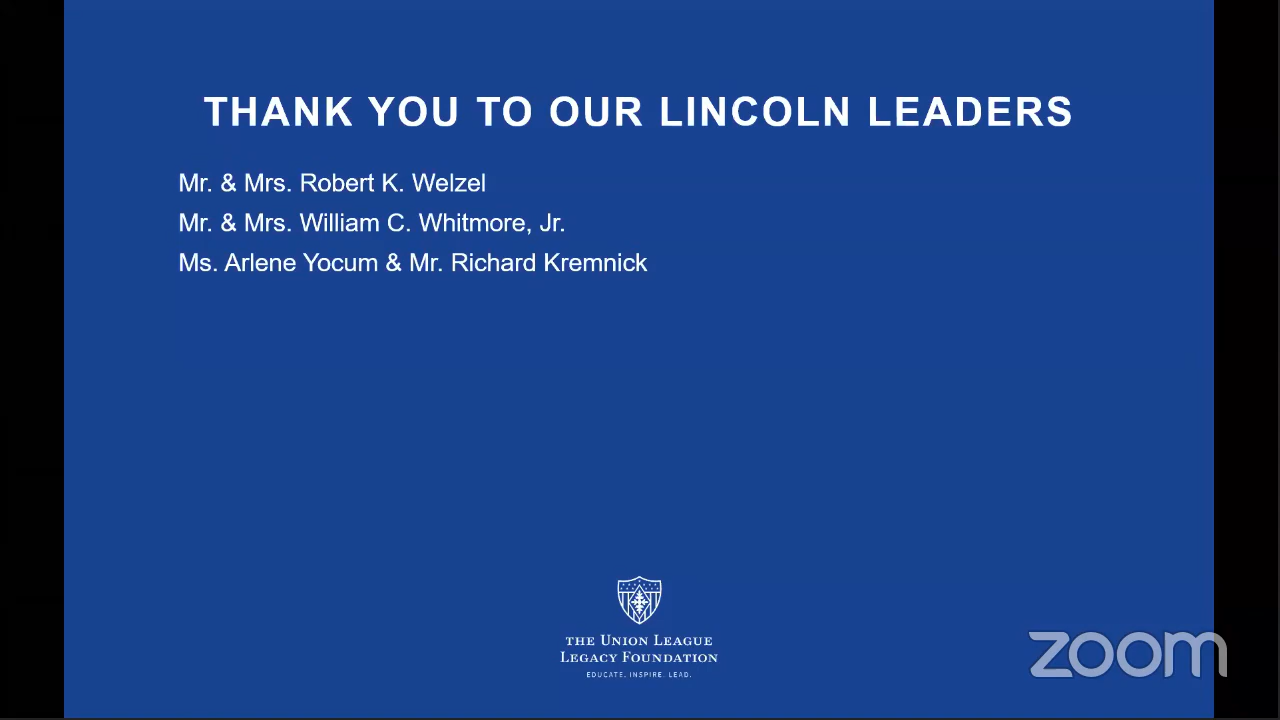 THANK YOU TO OUR LINCOLN LEADERS
Mr. & Mrs. Robert K. Welzel
Mr. & Mrs. William C. Whitmore, Jr.
Ms. Arlene Yocum & Mr. Richard Kremnick
THE UNION LEAGUE
LEGACY FOUNDATION
EDUCATE. INSPIRE. LEAD.
zoom